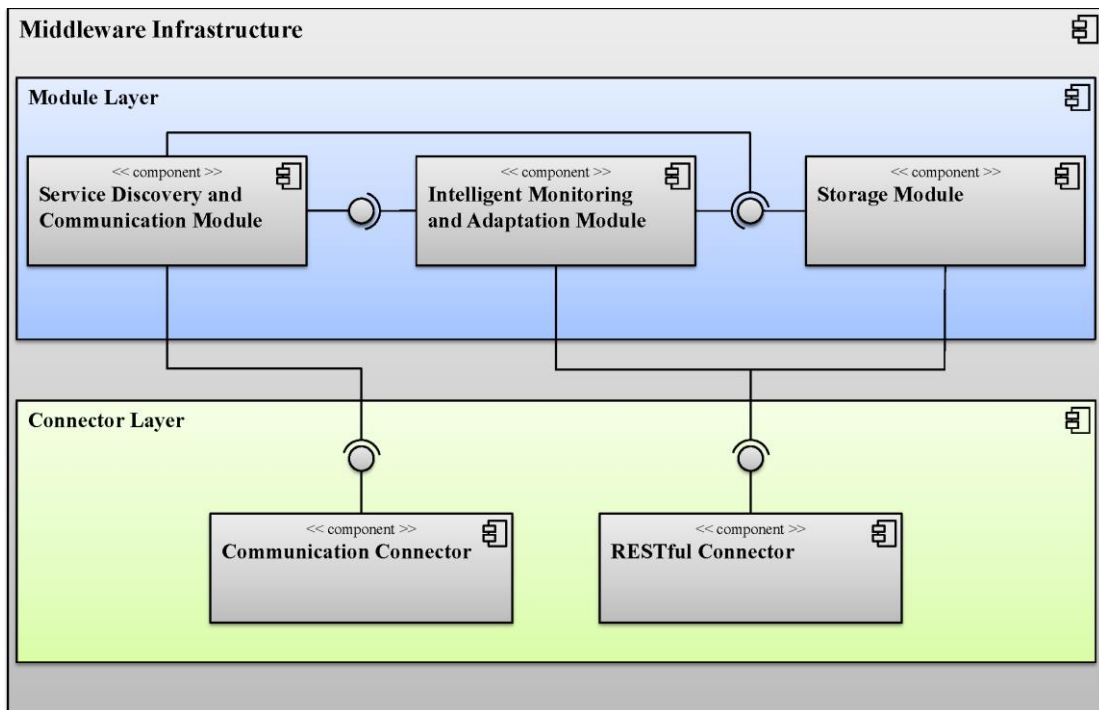 Middleware Infrastructure
Module Layer
<< component >>
Service Discovery and
Communication Module
<< component >>
Intelligent Monitoring
and Adaptation Module
<< component >>
Storage Module
Connector Layer
<< component >>
Communication Connector
<< component >>
RESTful Connector